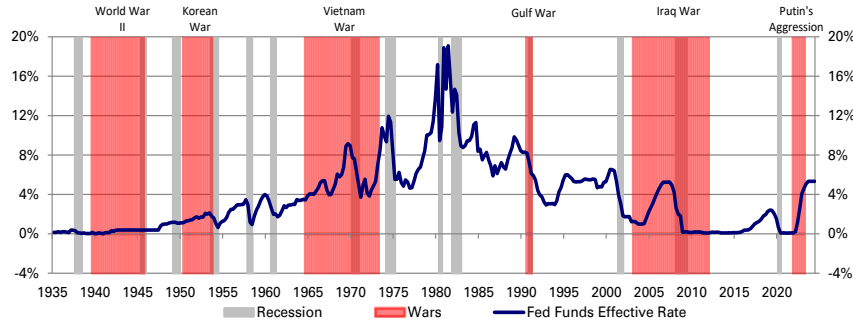 World War
II
Korean
War
Vietnam
War
Gulf War
Iraq War
Putin's
Aggression
20% 20%
16% 16%
12% 12%
8% 8%
4% 4%
0% 0%
-4% -4%
1935 1940 1945 1950 1955 1960 1965 1970 1975 1980 1985 1990 1995 2000 2005 2010 2015 2020
Recession Wars Fed Funds Effective Rate